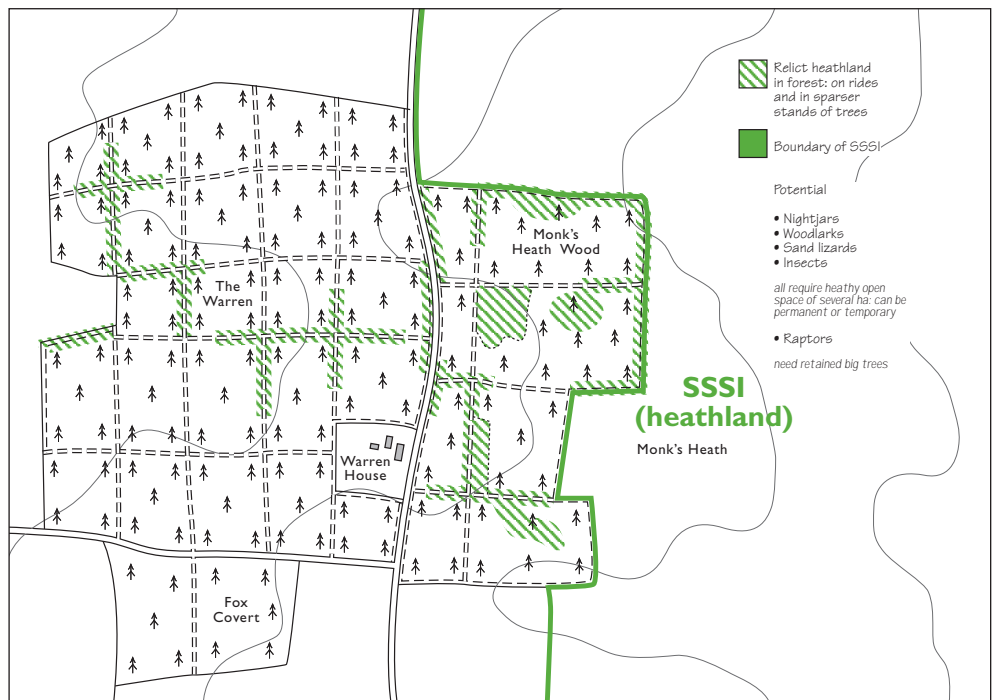 Relict heathland
in forest: on rides
and in sparser
stands of trees
Boundary of SSSI
Potential
• Nightjars
• Woodlarks
• Sand lizards
• Insects
all require heathy open
space of several ha: can be
permanent or temporary
• Raptors
need retained big trees
Monk's
Heath Wood
The
Warren
SSSI
(heathland)
Monk's Heath
Warren
House
Fox
Covert